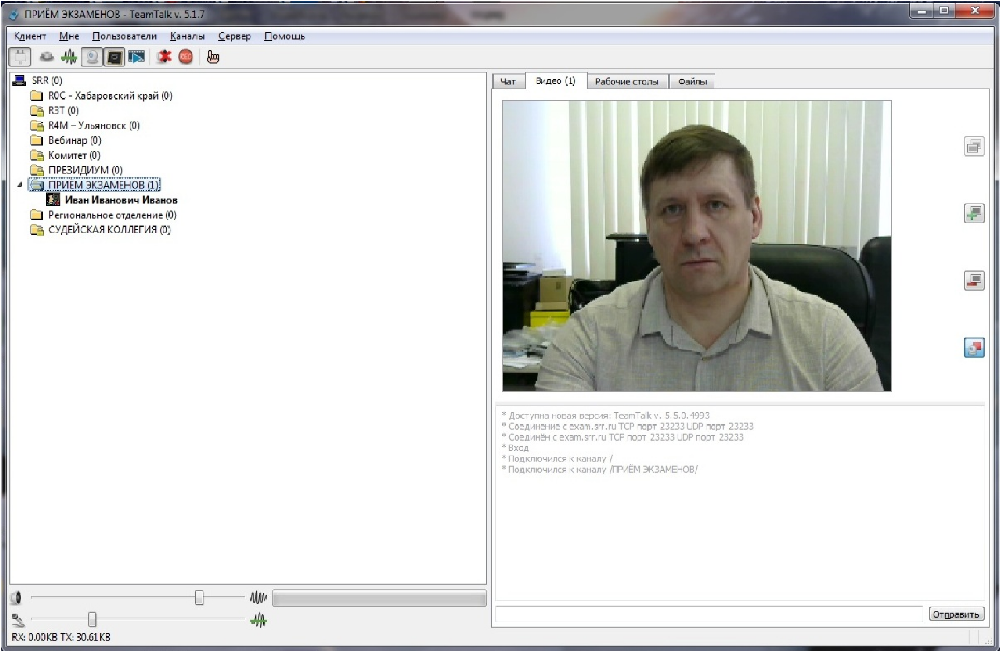 ПРИЁМ ЭКЗАМЕНОВ - TeamTalk v. 5.1.7
Клиент Мне Пользователи Каналы Сервер Помощь
REC
SRR (0)
R0C - Хабаровский край (0)
R3T (0)
R4M – Ульяновск (0)
Вебинар (0)
Комитет (0)
ПРЕЗИДИУМ (0)
ПРИЁМ ЭКЗАМЕНОВ (1)
Иван Иванович Иванов
Региональное отделение (0)
СУДЕЙСКАЯ КОЛЛЕГИЯ (0)
Чат Видео (1) Рабочие столы Файлы
* Доступна новая версия: TeamTalk v. 5.5.0.4993
* Соединение с exam.srr.ru TCP порт 23233 UDP порт 23233
* Соединён с exam.srr.ru TCP порт 23233 UDP порт 23233
* Вход
* Подключился к каналу /
* Подключился к каналу /ПРИЁМ ЭКЗАМЕНОВ/
Отправить
RX: 0.00KB TX: 30.61KB